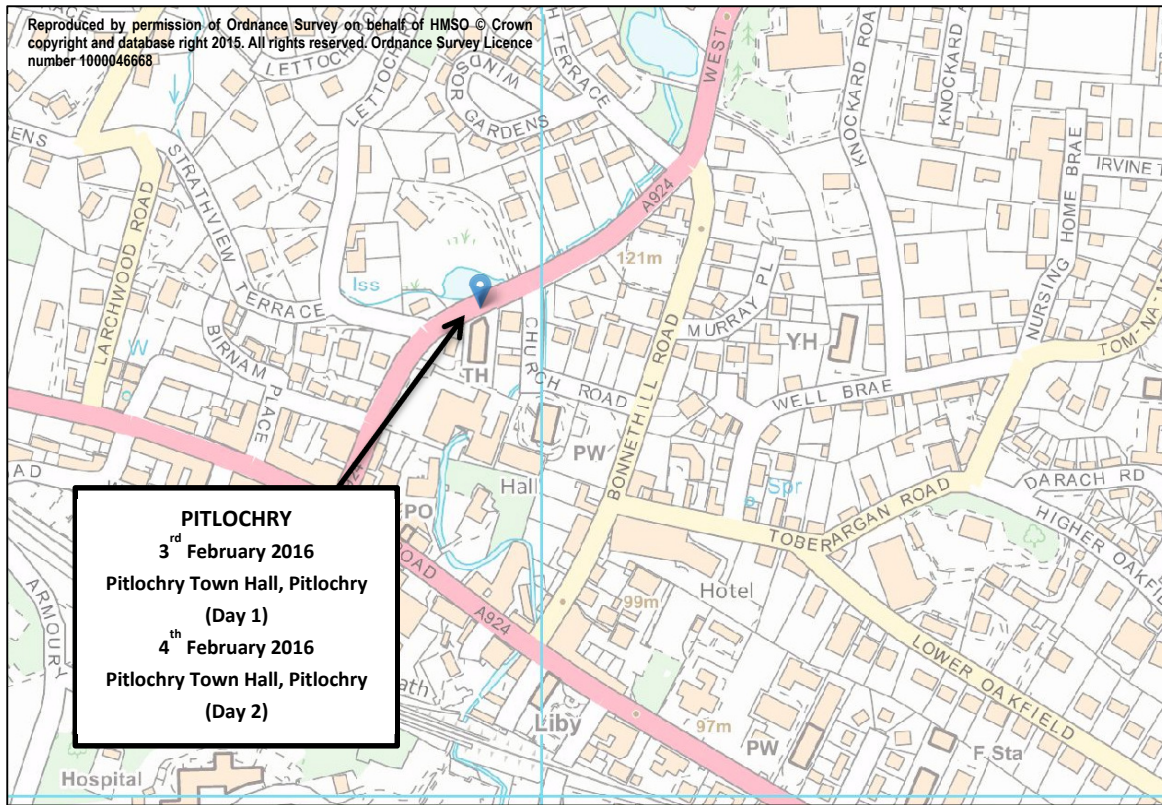 Reproduced by permission of Ordnance Survey on behalf of HMSO © Crown
copyright and database right 2015. All rights reserved. Ordnance Survey Licence
number 1000046668
LETTOCH
LETTOCH
WINDSOR GARDENS
TERRACE
WEST
KNOCKARD ROA
KNOCKARD
ENS
STRATHVIEW
TERRACE
LARCHWOOD ROAD
A924
IRVINE T
NURSING HOME BRAE
121m
Iss
MURRAY PL
YH
TOM-NA-M
BIRNAM PLACE
W
TH
CHURCH ROAD
WELL BRAE
BONNETHILL ROAD
PW
Hall
Spr
TOBERARGAN ROAD
DARACH RD
HIGHER OAKFIE
PO
ROAD
A924
99m
Hotel
LOWER OAKFIELD
ARMOURY
ath
Liby
97m
PW
F Sta
Hospital
PITLOCHRY
3rd February 2016
Pitlochry Town Hall, Pitlochry
(Day 1)
4th February 2016
Pitlochry Town Hall, Pitlochry
(Day 2)